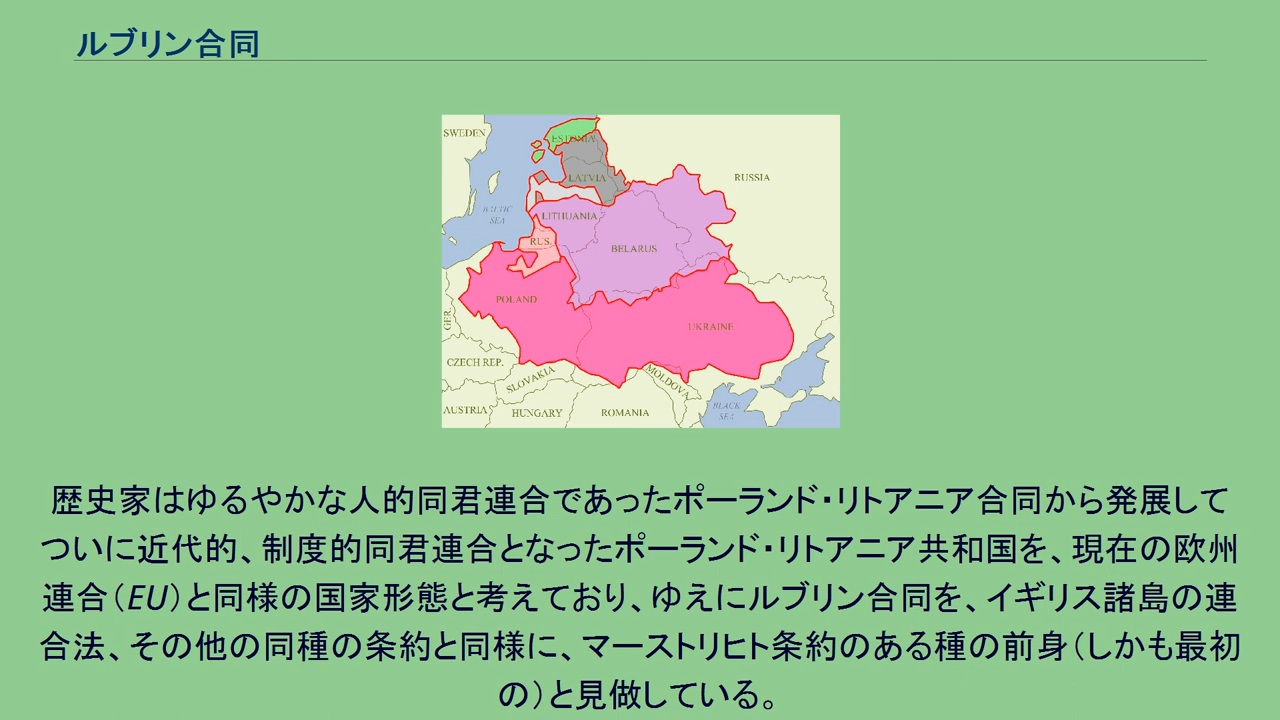 ルブリン合同
SWEDEN
ESTONIA
LATVIA
RUSSIA
BALTIC
SEA
LITHUANIA
RUS.
BELARUS
POLAND
UKRAINE
GER.
CZECH REP.
SLOVAKIA
MOLDOVA
AUSTRIA
HUNGARY
ROMANIA
BLACK
SEA
歴史家はゆるやかな人的同君連合であったポーランド・リトアニア合同から発展して
ついに近代的、制度的同君連合となったポーランド・リトアニア共和国を、現在の欧州
連合（EU）と同様の国家形態と考えており、ゆえにルブリン合同を、イギリス諸島の連
合法、その他の同種の条約と同様に、マーストリヒト条約のある種の前身（しかも最初
の）と見做している。